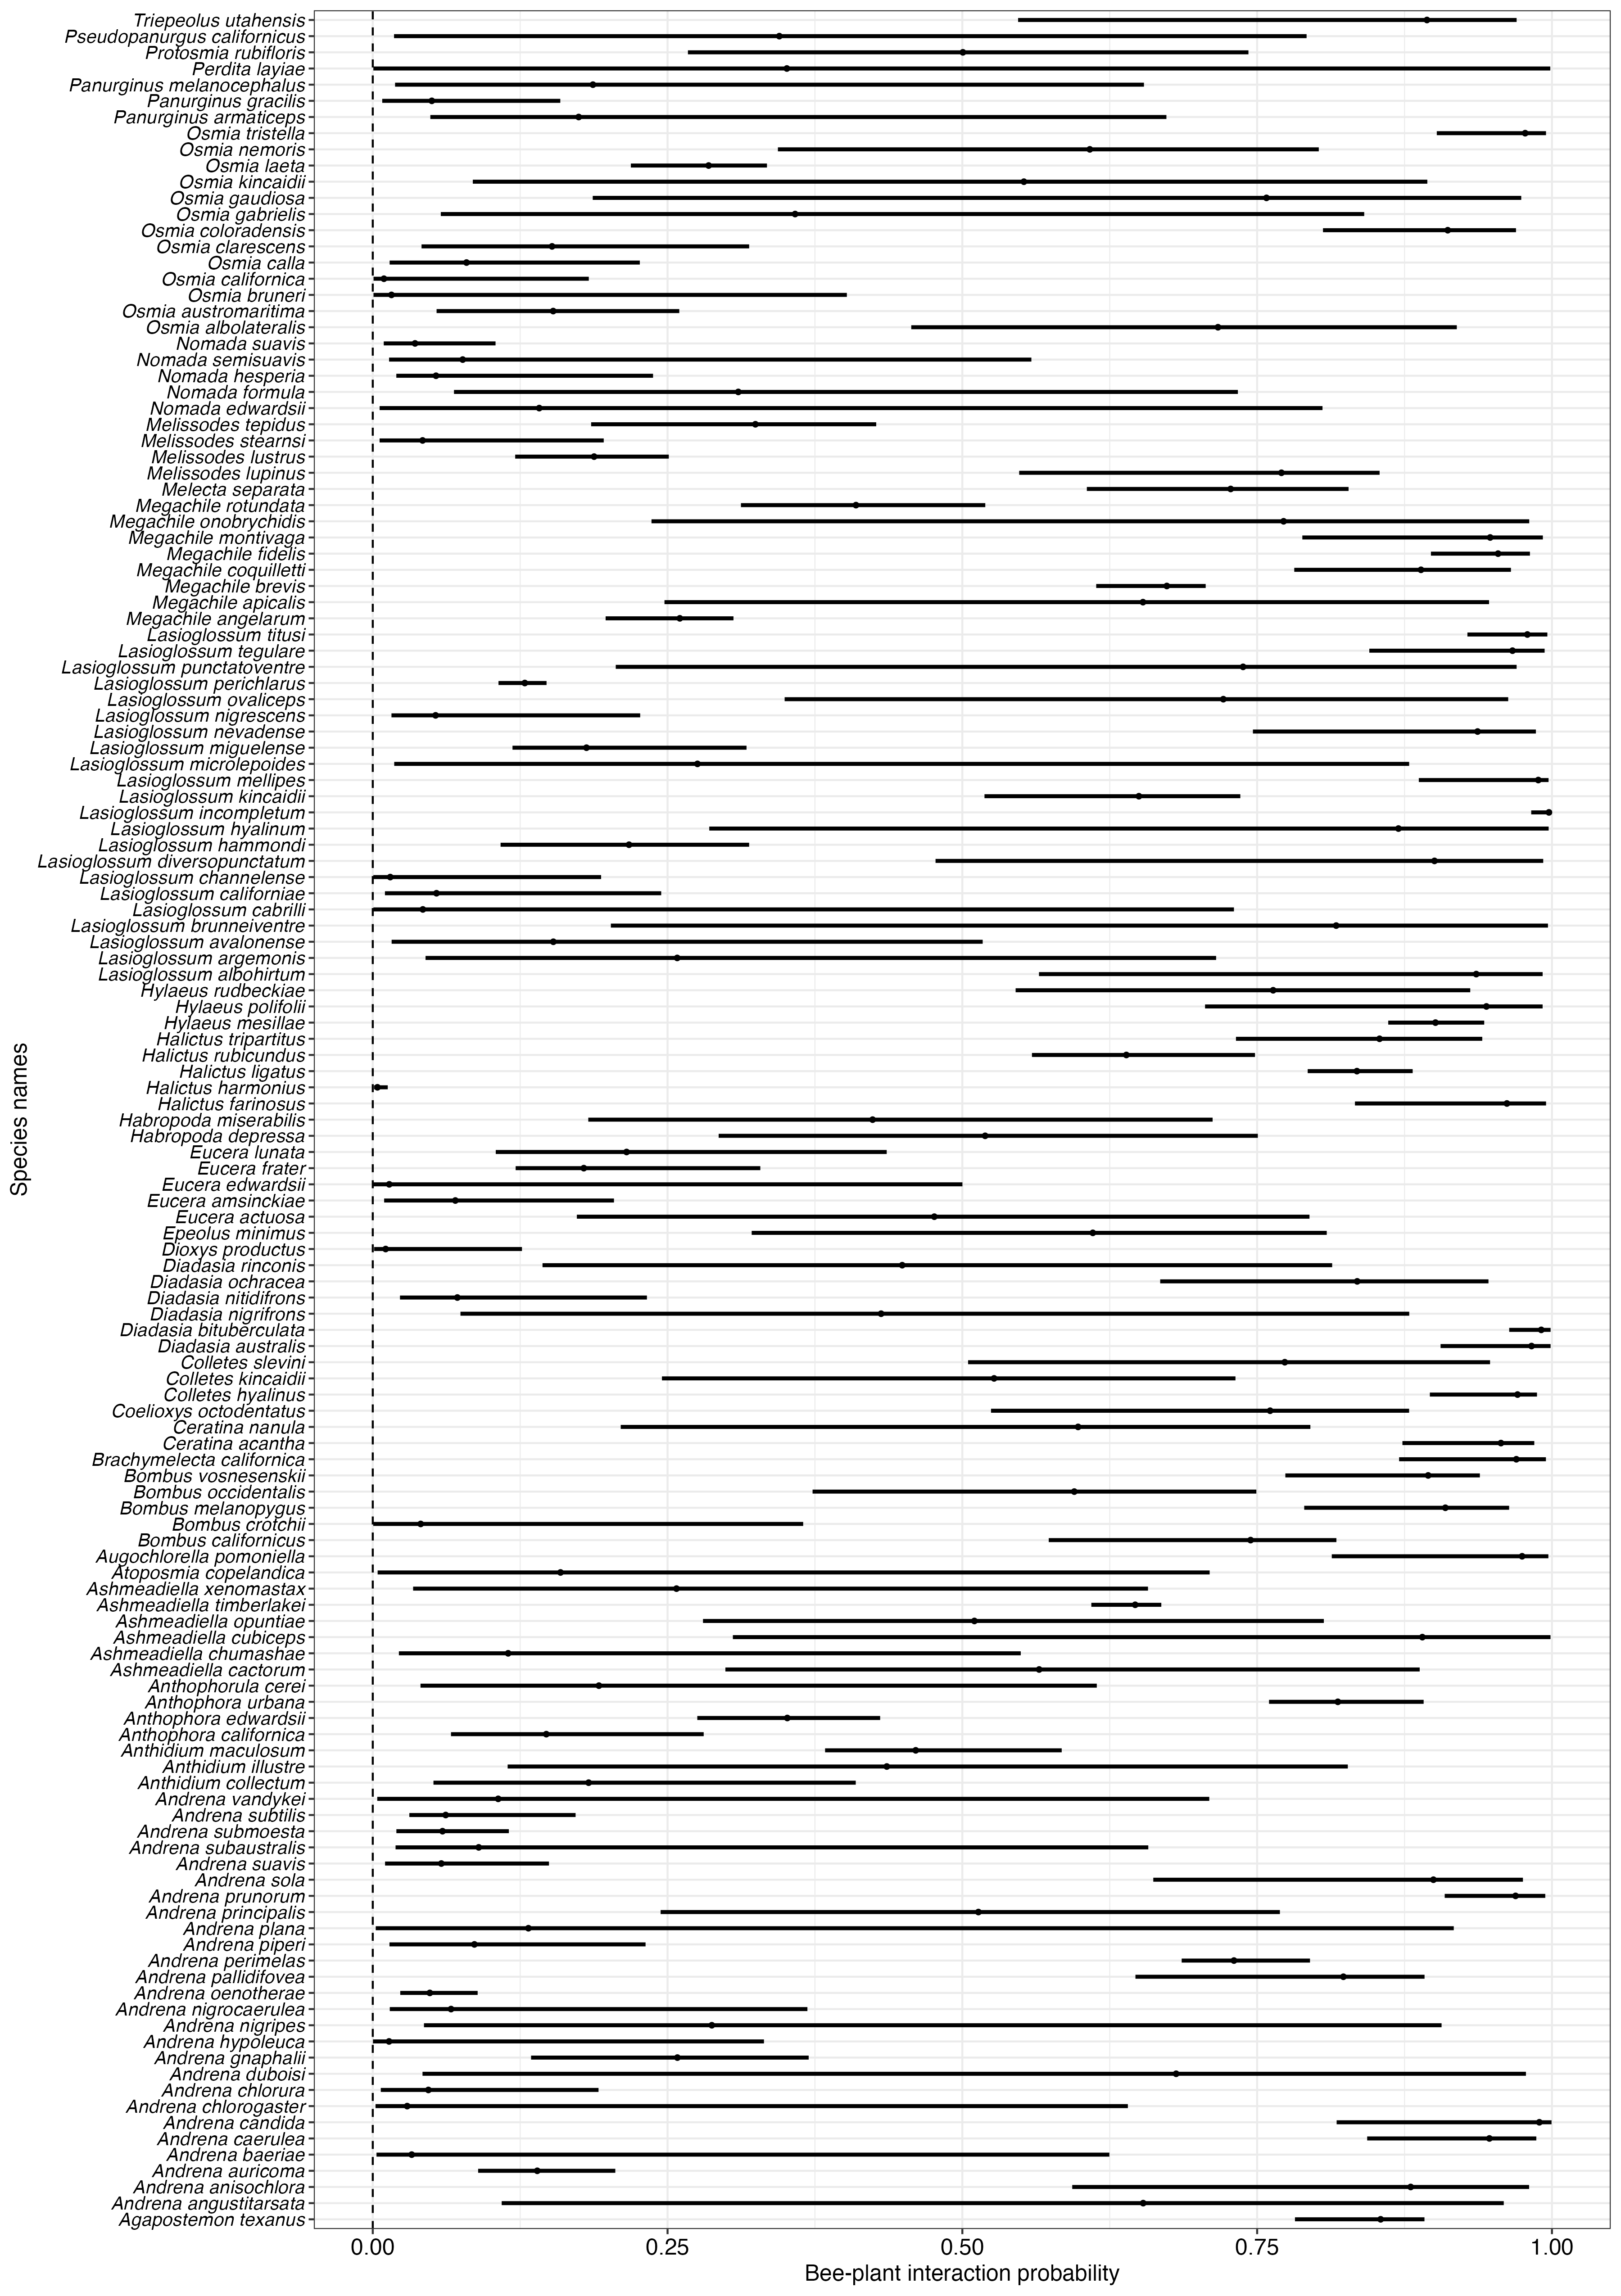 Triepeolus utahensis
Pseudopanurgus californicus
Protosmia rubifloris
Perdita layiae
Panurginus melanocephalus
Panurginus gracilis
Panurginus armaticeps
Osmia tristella
Osmia nemoris
Osmia laeta
Osmia kincaidii
Osmia gaudiosa
Osmia gabrielis
Osmia coloradensis
Osmia clarescens
Osmia calla
Osmia californica
Osmia bruneri
Osmia austromaritima
Osmia albolateralis
Nomada suavis
Nomada semisuavis
Nomada hesperia
Nomada formula
Nomada edwardsii
Melissodes tepidus
Melissodes stearnsi
Melissodes lustrus
Melissodes lupinus
Melecta separata
Megachile rotundata
Megachile onobrychidis
Megachile montivaga
Megachile fidelis
Megachile coquilletti
Megachile brevis
Megachile apicalis
Megachile angelarum
Lasioglossum titusi
Lasioglossum tegulare
Lasioglossum punctatoventre
Lasioglossum perichlarus
Lasioglossum ovaliceps
Lasioglossum nigrescens
Lasioglossum nevadense
Lasioglossum miguelense
Lasioglossum microlepoides
Lasioglossum mellipes
Lasioglossum kincaidii
Lasioglossum incompletum
Lasioglossum hyalinum
Lasioglossum hammondi
Lasioglossum diversopunctatum
Lasioglossum channelense
Lasioglossum californiae
Lasioglossum cabrilli
Lasioglossum brunneiventre
Lasioglossum avalonense
Lasioglossum argemonis
Lasioglossum albohirtum
Hylaeus rudbeckiae
Hylaeus polifolii
Hylaeus mesillae
Halictus tripartitus
Halictus rubicundus
Halictus ligatus
Halictus harmonius
Halictus farinosus
Habropoda miserabilis
Habropoda depressa
Eucera lunata
Eucera frater
Eucera edwardsii
Eucera amsinckiae
Eucera actuosa
Epeolus minimus
Dioxys productus
Diadasia rinconis
Diadasia ochracea
Diadasia nitidifrons
Diadasia nigrifrons
Diadasia bituberculata
Diadasia australis
Colletes slevini
Colletes kincaidii
Colletes hyalinus
Coelioxys octodentatus
Ceratina nanula
Ceratina acantha
Brachymelecta californica
Bombus vosnesenskii
Bombus occidentalis
Bombus melanopygus
Bombus crotchii
Bombus californicus
Augochlorella pomoniella
Atoposmia copelandica
Ashmeadiella xenomastax
Ashmeadiella timberlakei
Ashmeadiella opuntiae
Ashmeadiella cubiceps
Ashmeadiella chumashae
Ashmeadiella cactorum
Anthophorula cerei
Anthophora urbana
Anthophora edwardsii
Anthophora californica
Anthidium maculosum
Anthidium illustre
Anthidium collectum
Andrena vandykei
Andrena subtilis
Andrena submoesta
Andrena subaustralis
Andrena suavis
Andrena sola
Andrena prunorum
Andrena principalis
Andrena plana
Andrena piperi
Andrena perimelas
Andrena pallidifovea
Andrena oenotherae
Andrena nigrocaerulea
Andrena nigripes
Andrena hypoleuca
Andrena gnaphalii
Andrena duboisi
Andrena chlorura
Andrena chlorogaster
Andrena candida
Andrena caerulea
Andrena baeriae
Andrena auricoma
Andrena anisochlora
Andrena angustitarsata
Agapostemon texanus
Species names
0.00 0.25 0.50 0.75 1.00
Bee-plant interaction probability